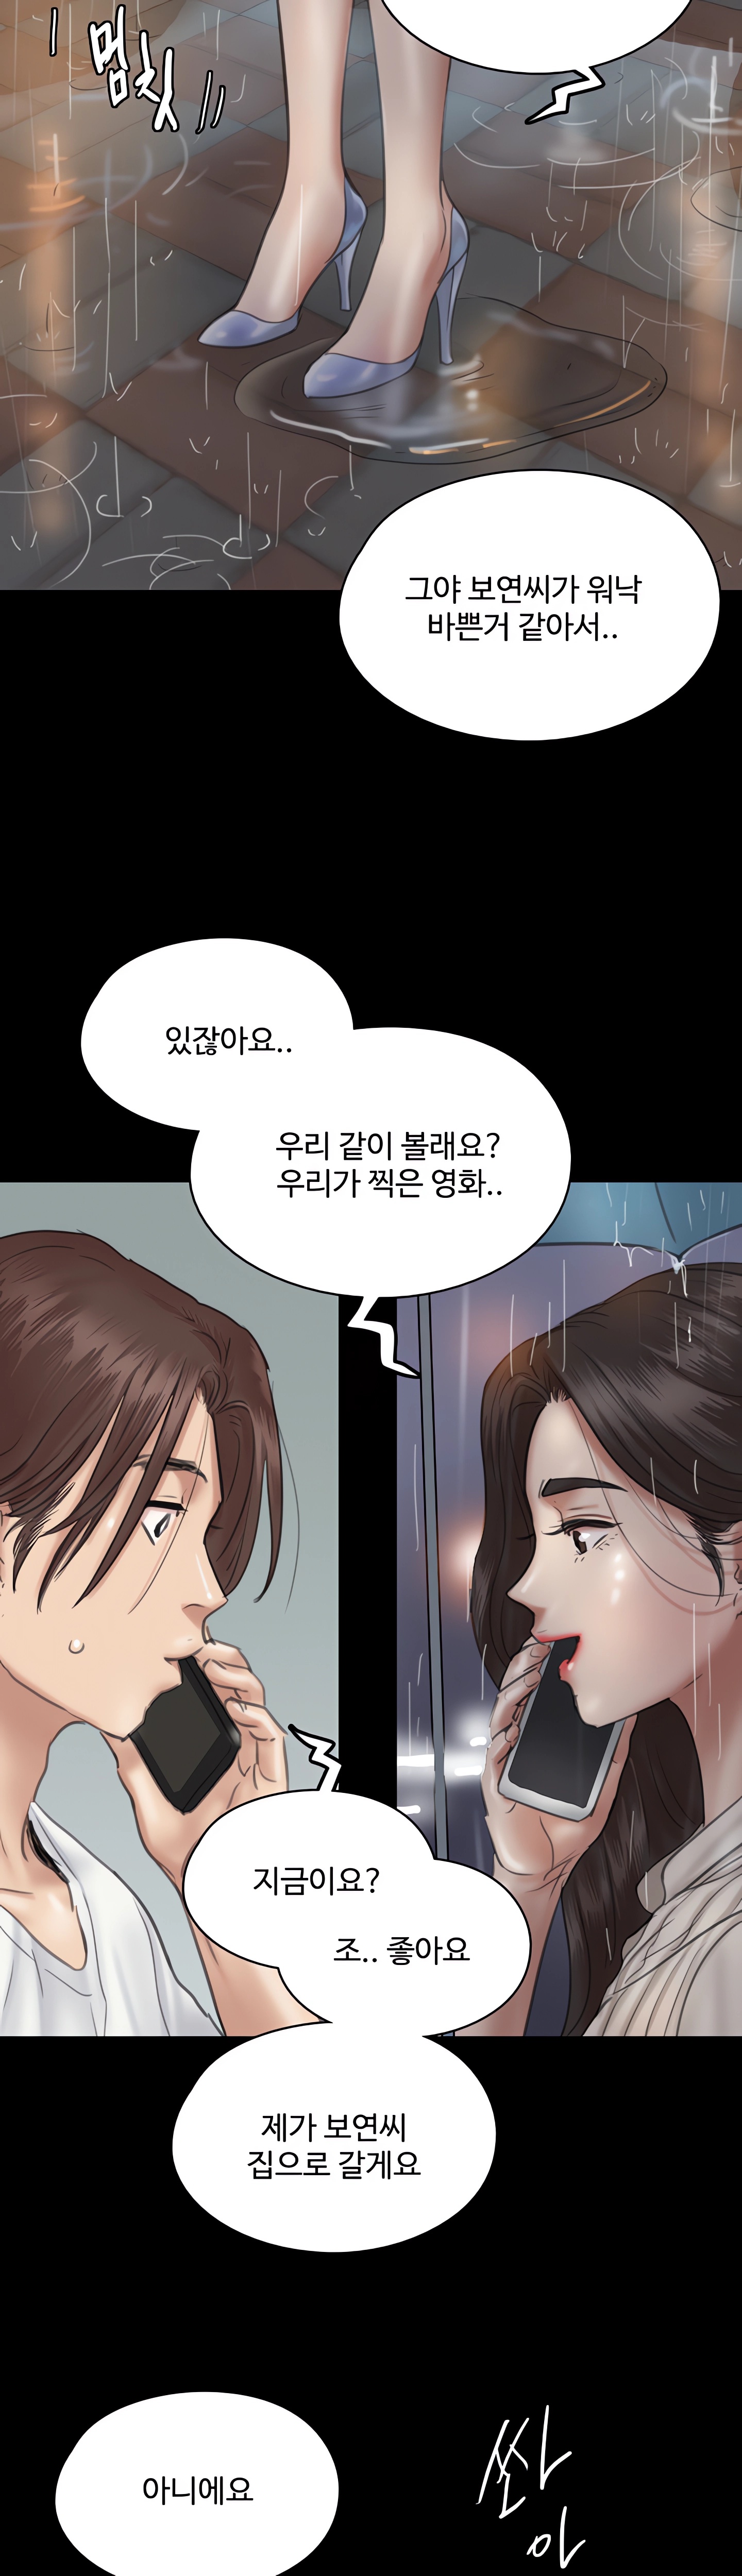 멈칫
그야 보연씨가 워낙
바쁜거 같아서..
있잖아요..
우리 같이 볼래요?
우리가 찍은 영화..
지금이요?
조.. 좋아요
제가 보연씨
집으로 갈게요
아니에요
쏴
아